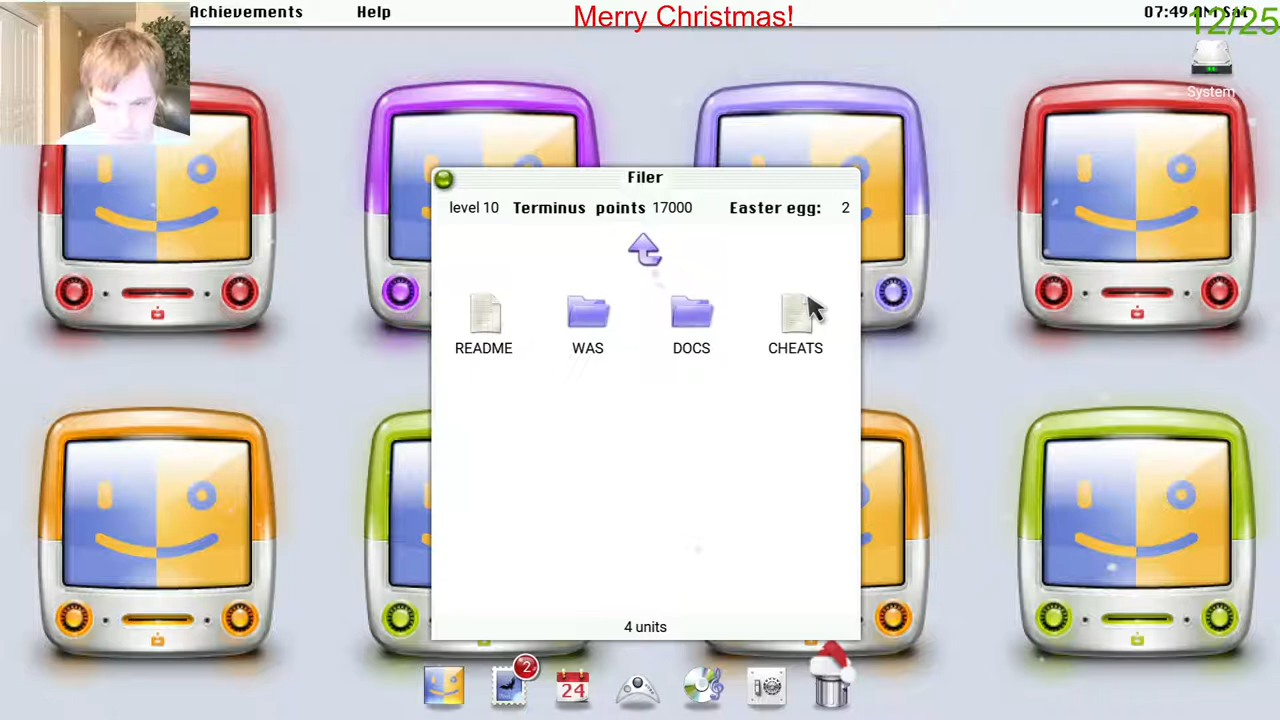 Achievements Help Merry Christmas! 07:49 AM Sat
12/25
System
Filer
level 10 Terminus points 17000 Easter egg: 2
README WAS DOCS CHEATS
4 units
2
24